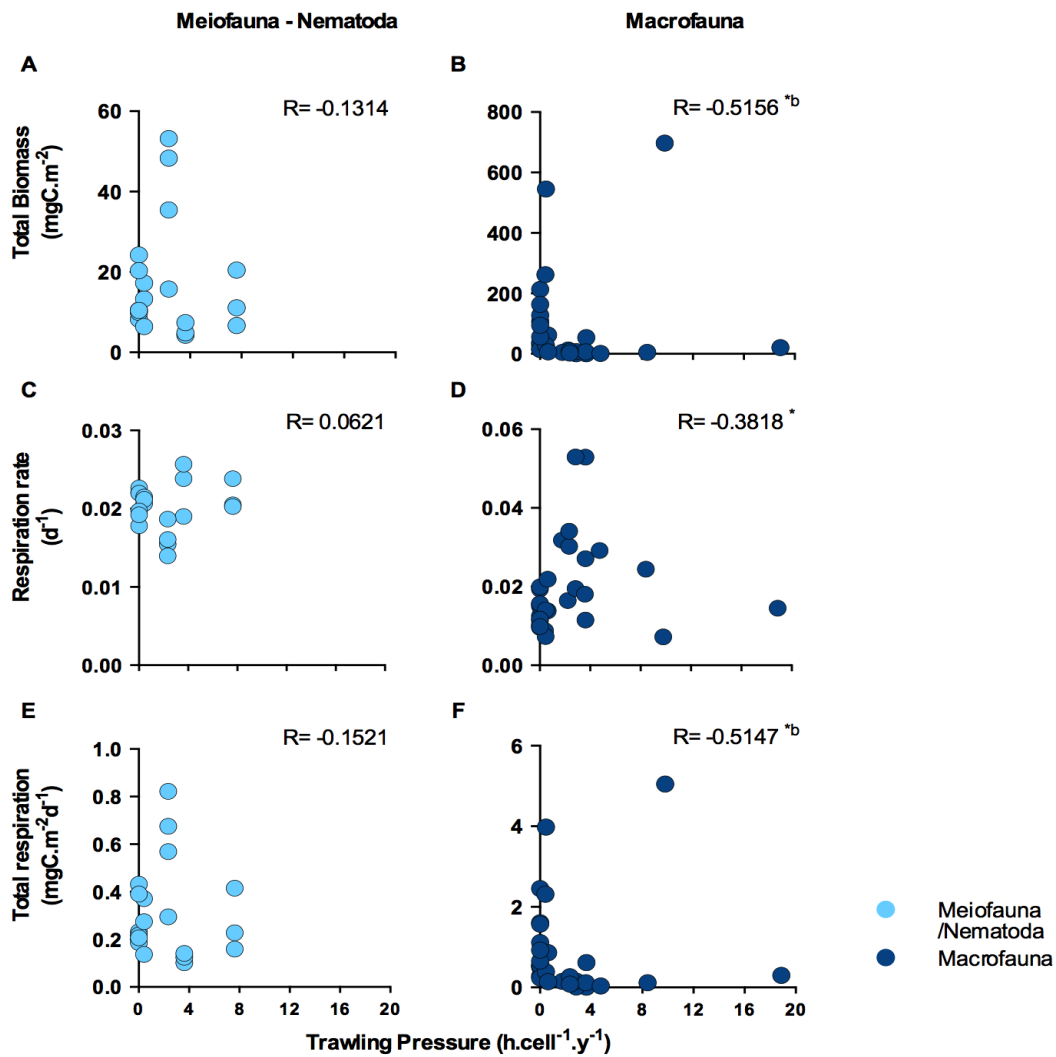 Meiofauna - Nematoda
Macrofauna
A
R= -0.1314
Total Biomass
(mgC.m-2)
60
40
20
0
B
R= -0.5156 *b
800
600
400
200
0
C
R= 0.0621
Respiration rate
(d-1)
0.03
0.02
0.01
0.00
D
R= -0.3818 *
0.06
0.04
0.02
0.00
E
R= -0.1521
Total respiration
(mgC.m-2d-1)
1.0
0.8
0.6
0.4
0.2
0
0 4 8 12 16 20
F
R= -0.5147 *b
6
4
2
0
0 4 8 12 16 20
Meiofauna
/Nematoda
Macrofauna
Trawling Pressure (h.cell-1.y-1)